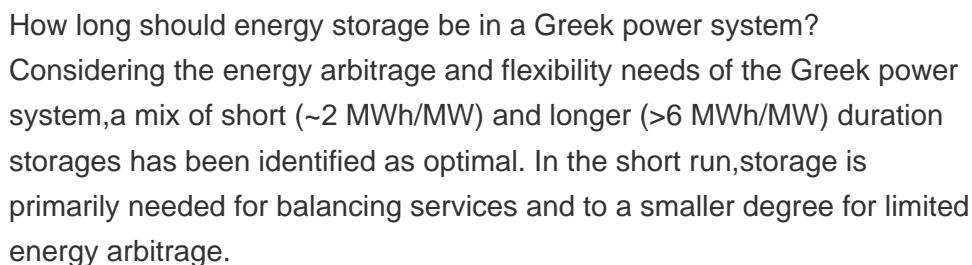 How long should energy storage be in a Greek power system?
Considering the energy arbitrage and flexibility needs of the Greek power
system,a mix of short (~2 MWh/MW) and longer (>6 MWh/MW) duration
storages has been identified as optimal. In the short run,storage is
primarily needed for balancing services and to a smaller degree for limited
energy arbitrage.